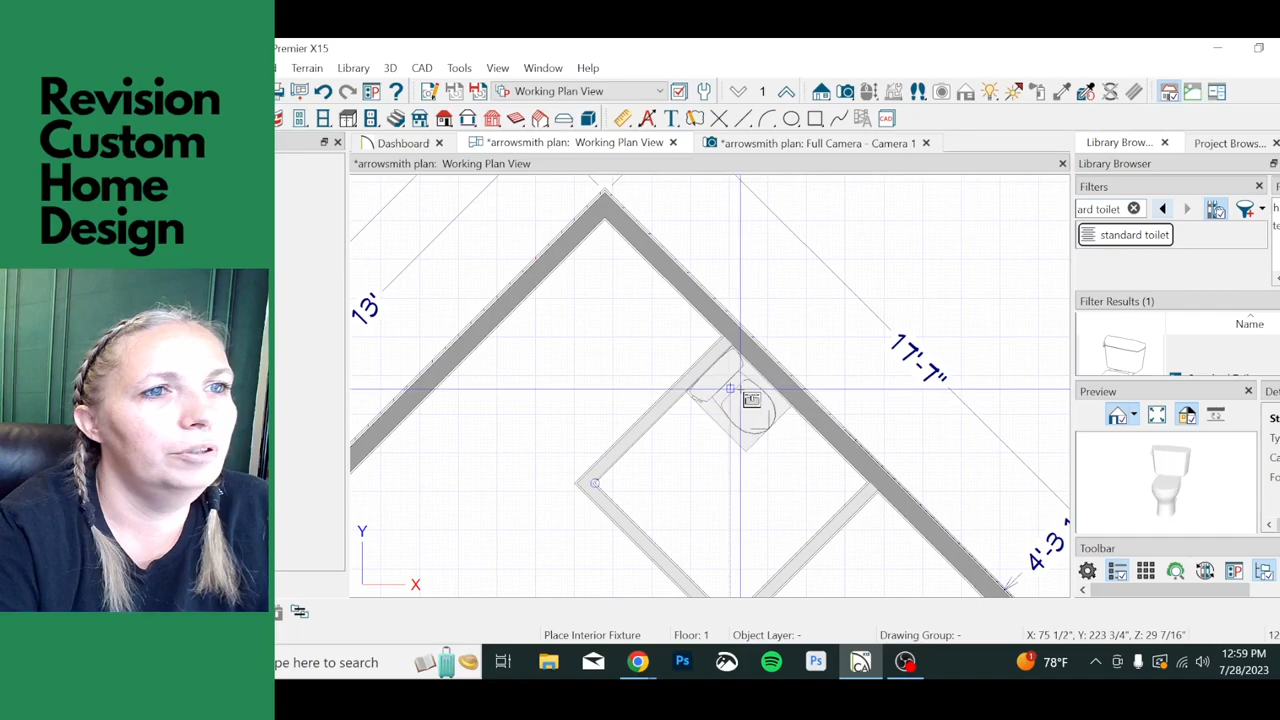 Revision
Custom
Home
Design
Premier X15
Terrain Library 3D CAD Tools View Window Help
Working Plan View
1
Dashboard
*arrowsmith plan: Working Plan View
*arrowsmith plan: Full Camera - Camera 1
Library Brow...
Project Brows...
*arrowsmith plan: Working Plan View
Library Browser
Filters
ard toilet
standard toilet
Filter Results (1)
Name
Preview
Toolbar
13'
17'-7"
Y
X
Place Interior Fixture
Floor: 1
Object Layer: -
Drawing Group: -
X: 75 1/2", Y: 223 3/4", Z: 29 7/16"
pe here to search
Ps
78°F
12:59 PM
7/28/2023